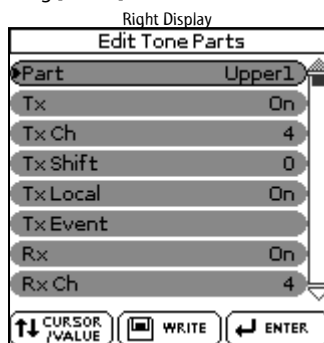 Right Display
Edit Tone Parts
Part Upper1
Tx On
Tx Ch 4
Tx Shift 0
Tx Local On
Tx Event
Rx On
Rx Ch 4
CURSOR /VALUE WRITE ENTER